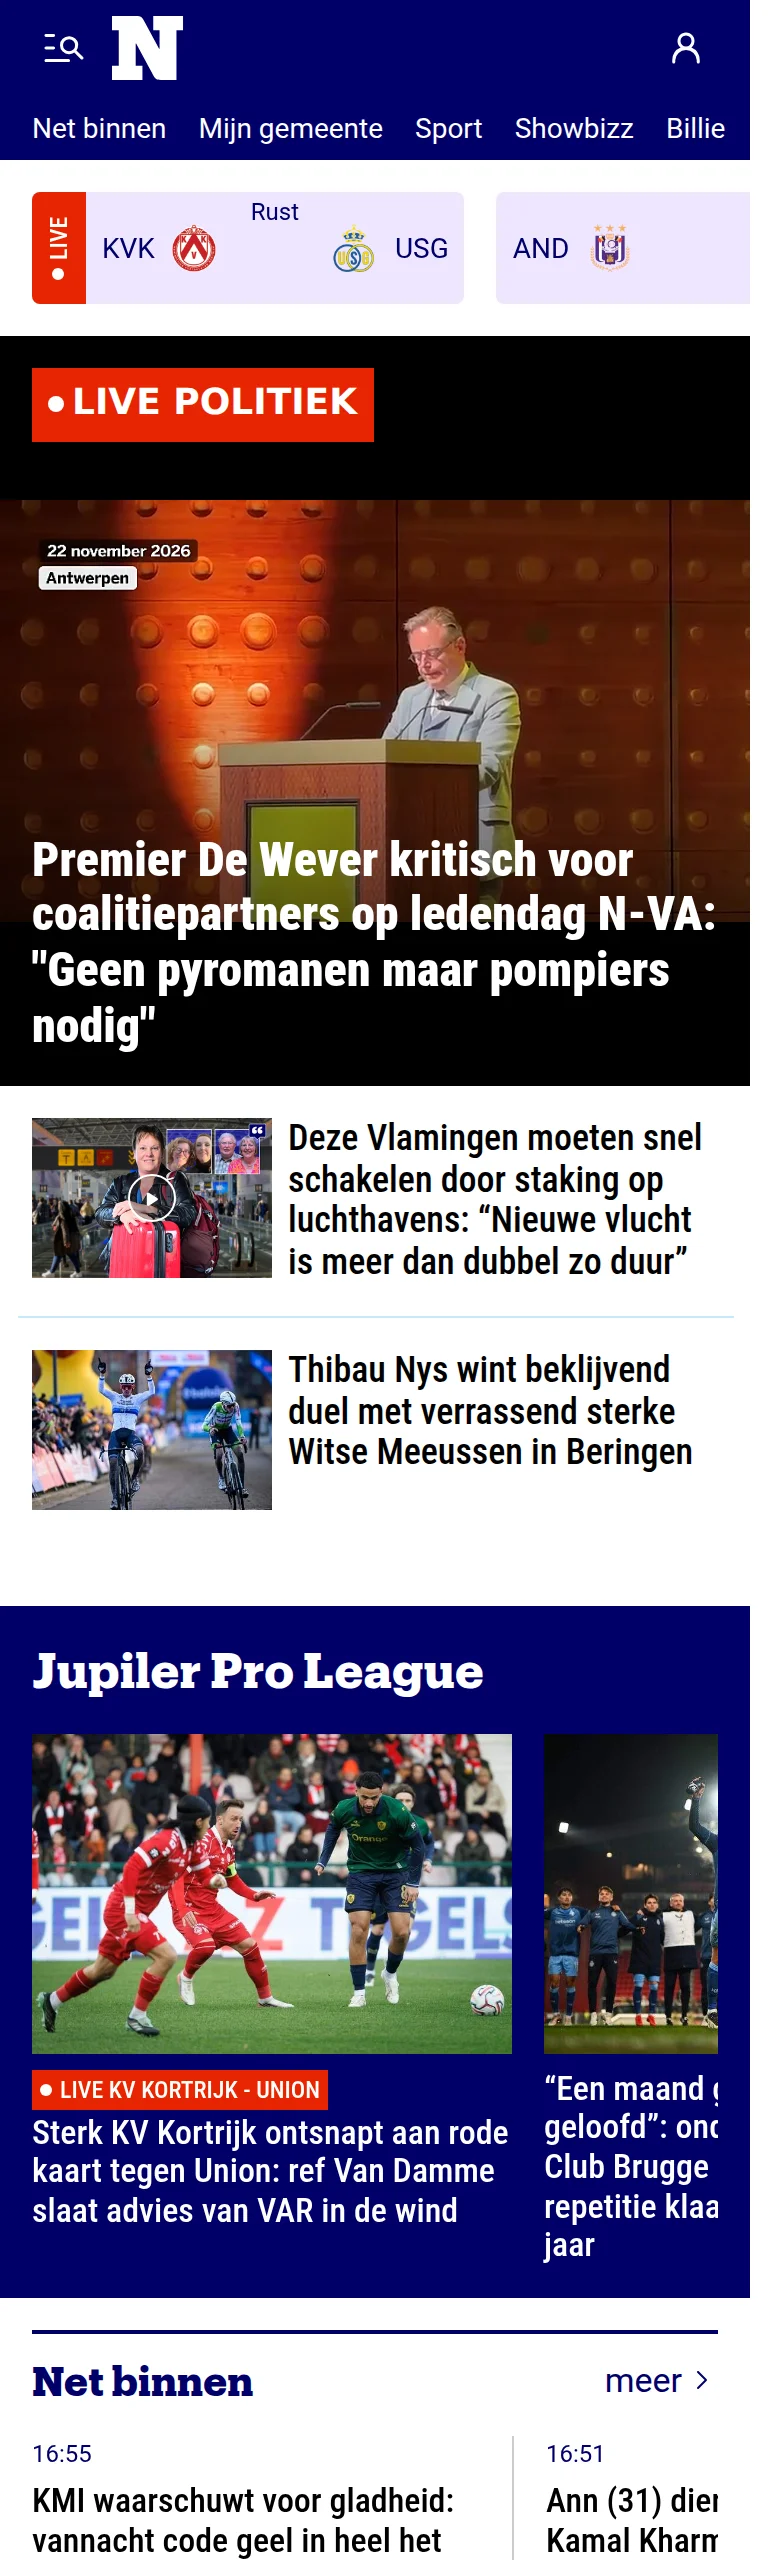 N
Net binnen Mijn gemeente Sport Showbizz Billie
LIVE
Rust
KVK USG
AND
LIVE POLITIEK
22 november 2026
Antwerpen
Premier De Wever kritisch voor
coalitiepartners op ledendag N-VA:
"Geen pyromanen maar pompiers
nodig"
Deze Vlamingen moeten snel
schakelen door staking op
luchthavens: “Nieuwe vlucht
is meer dan dubbel zo duur”
Thibau Nys wint beklijvend
duel met verrassend sterke
Witse Meeussen in Beringen
Jupiler Pro League
Orange
LIVE KV KORTRIJK - UNION
Sterk KV Kortrijk ontsnapt aan rode
kaart tegen Union: ref Van Damme
slaat advies van VAR in de wind
“Een maand
geloofd”:
Club Brugge
repetitie
jaar
Net binnen
meer
16:55
KMI waarschuwt voor gladheid:
vannacht code geel in heel het
16:51
Ann (31)
Kamal